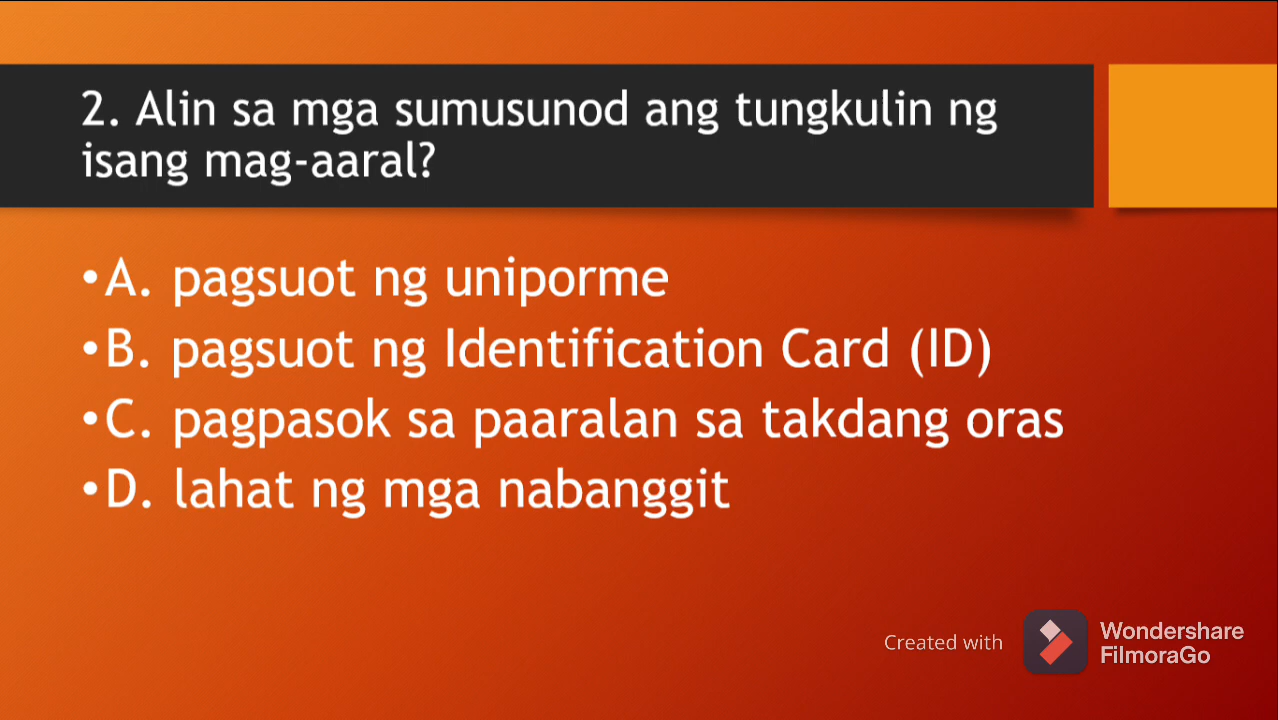 2. Alin sa mga sumusunod ang tungkulin ng
isang mag-aaral?
•A. pagsuot ng uniporme
•B. pagsuot ng Identification Card (ID)
•C. pagpasok sa paaralan sa takdang oras
•D. lahat ng mga nabanggit
Created with
Wondershare
FilmoraGo